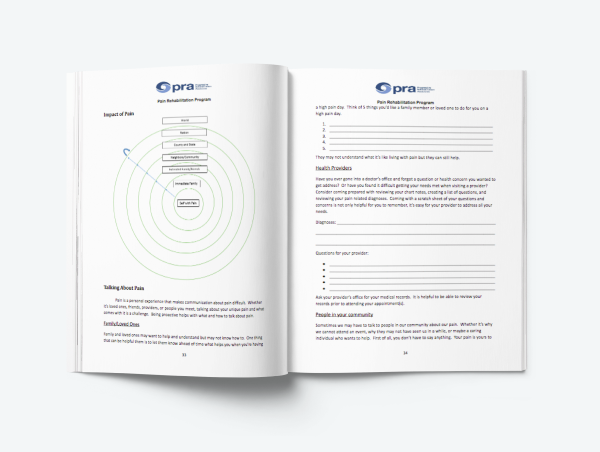 pra
Pain Rehabilitation Program
Impact of Pain
World
Nation
County and State
Neighbors/Community
Immediate Family
Self with Pain
Talking About Pain
Pain is a personal experience that makes communication about pain difficult. Whether
it's loved ones, friends, providers, or people you meet, talking about your unique pain and what
comes with it is a challenge. Being proactive helps with what and how to talk about pain.
Family/Loved Ones
Family and loved ones may want to help and understand but may not know how to. One thing
that can be helpful there is to let them know ahead of time what helps you when you're having
33
pra
Pain Rehabilitation Program
a high pain day. Think of 5 things you'd like a family member or loved one to do for you on a
high pain day.
1.
2.
3.
4.
5.
They may not understand what it's like living with pain but they can still help.
Health Providers
Have you ever gone into a doctor's office and forgot a question or health concern you wanted to
get address? Or have you found it difficult getting your needs met when visiting a provider?
Consider coming prepared with reviewing your chart notes, creating a list of questions, and
reviewing your pain related diagnoses. Coming with a scratch sheet of your questions and
concerns is not only helpful for you to remember, it's easy for your provider to address all your
needs.
Diagnoses:
Questions for your provider:
Ask your provider's office for your medical records. It is helpful to be able to review your
records prior to attending your appointment(s).
People in your community
Sometimes we may have to talk to people in our community about our pain. Whether it's why
we cannot attend an event, why they may not have seen us in a while, or maybe a caring
individual who wants to help. First of all, you don't have to say anything. Your pain is yours to
34